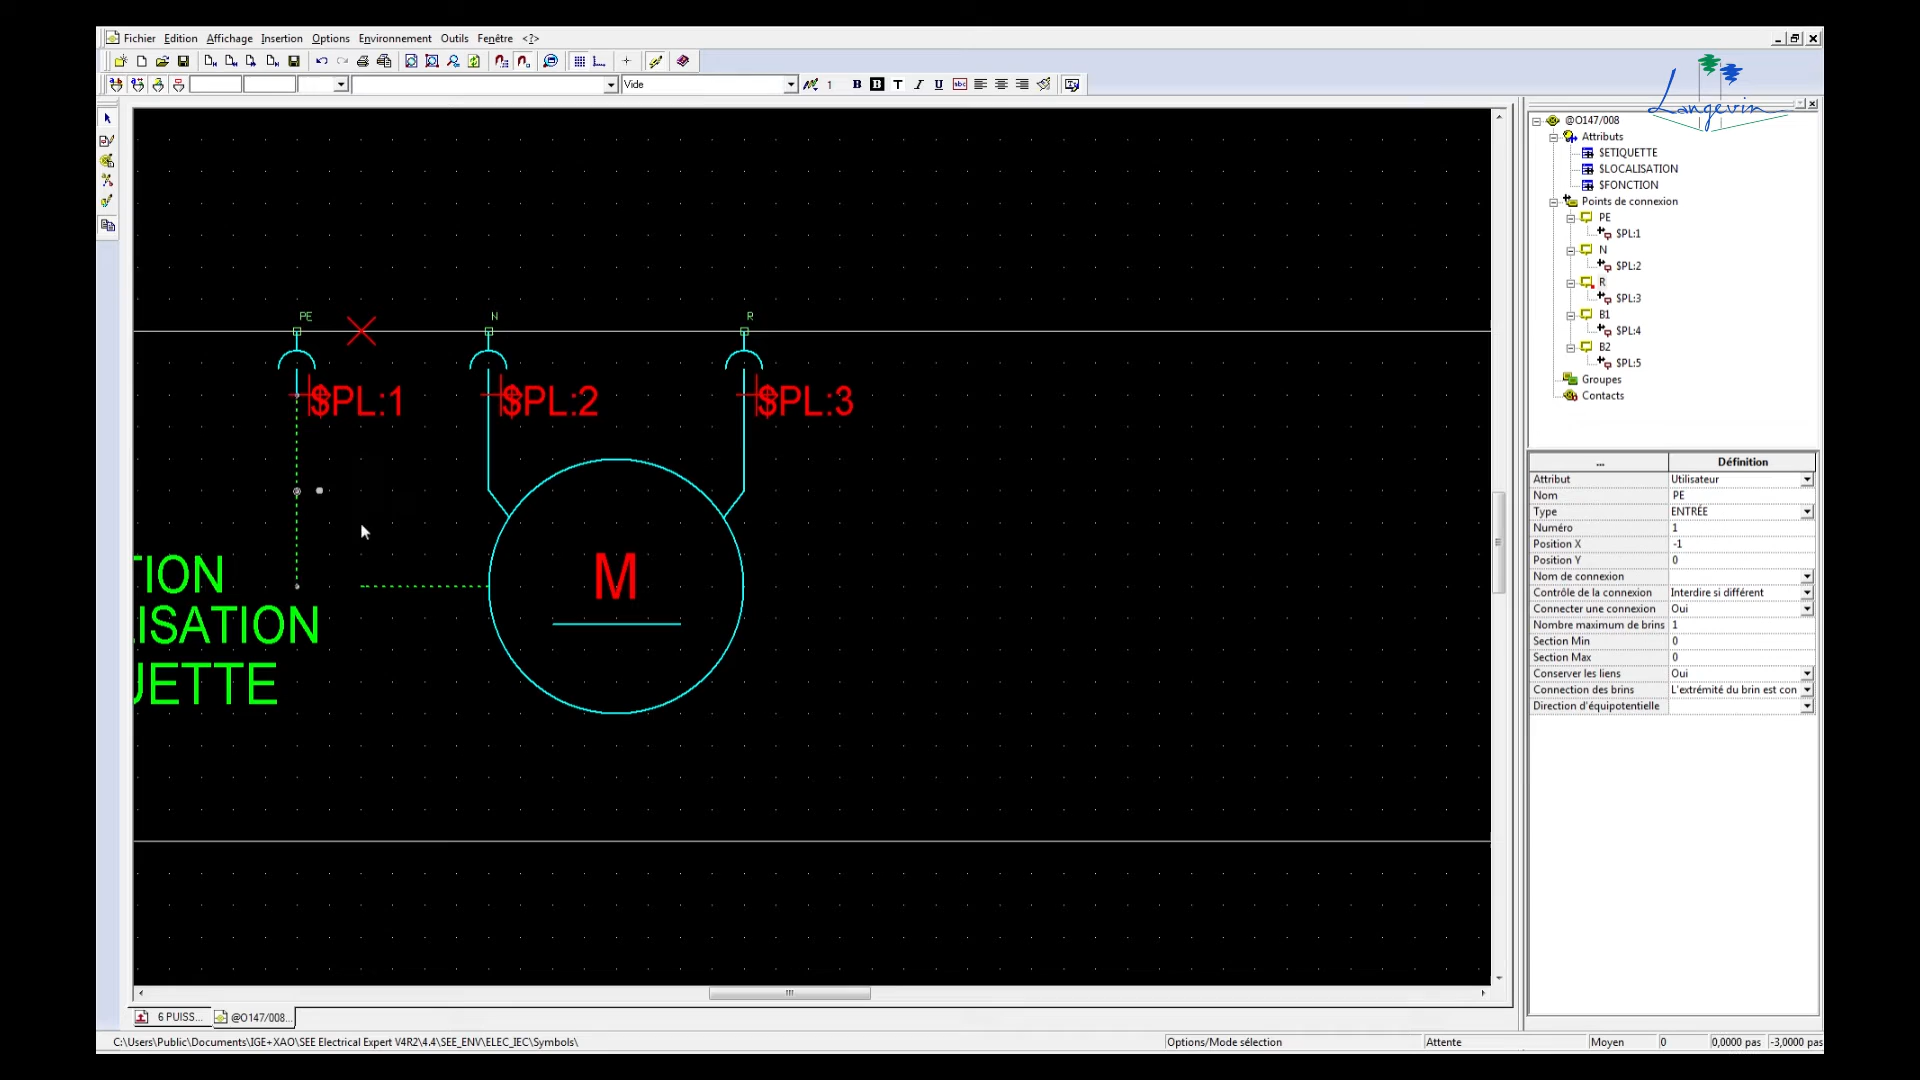 Fichier Edition Affichage Insertion Options Environnement Outils Fenêtre <?>
Vide 1 B B T I U abc
Langevin
@O147/008
Attributs
$ETIQUETTE
$LOCALISATION
$FONCTION
Points de connexion
PE
$PL:1
N
$PL:2
R
$PL:3
B1
$PL:4
B2
$PL:5
Groupes
Contacts
PE N R
$PL:1 $PL:2 $PL:3
M
TION
ISATION
UETTE
... Définition
Attribut Utilisateur
Nom PE
Type ENTRÉE
Numéro 1
Position X -1
Position Y 0
Nom de connexion
Contrôle de la connexion Interdire si différent
Connecter une connexion Oui
Nombre maximum de brins 1
Section Min 0
Section Max 0
Conserver les liens Oui
Connection des brins L'extrémité du brin est con
Direction d'équipotentielle
6 PUISS... @O147/008...
C:\Users\Public\Documents\IGE+XAO\SEE Electrical Expert V4R2\4.4\SEE_ENV\ELEC_IEC\Symbols\ Options/Mode sélection Attente Moyen 0 0,0000 pas -3,0000 pas